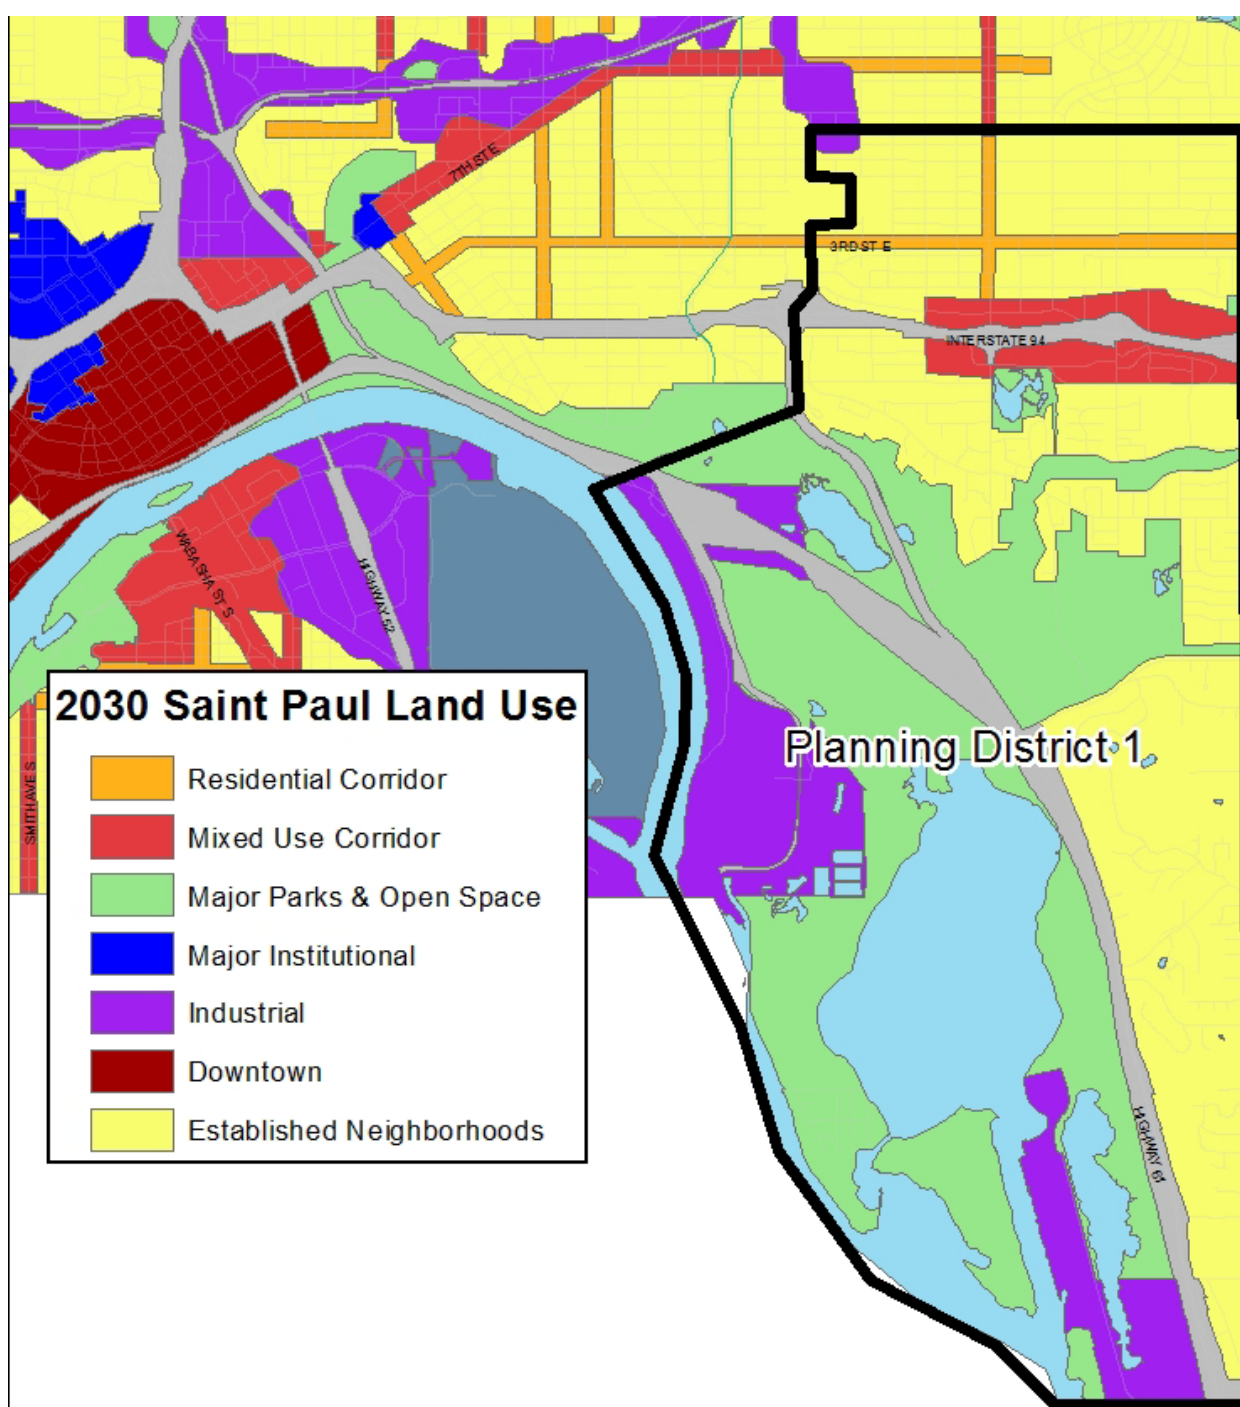 7TH ST E
3RD ST E
INTERSTATE 94
WABASHA ST S
HIGHWAY 52
2030 Saint Paul Land Use
Residential Corridor
Mixed Use Corridor
Major Parks & Open Space
Major Institutional
Industrial
Downtown
Established Neighborhoods
SMITH AVE S
Planning District 1
HIGHWAY 61